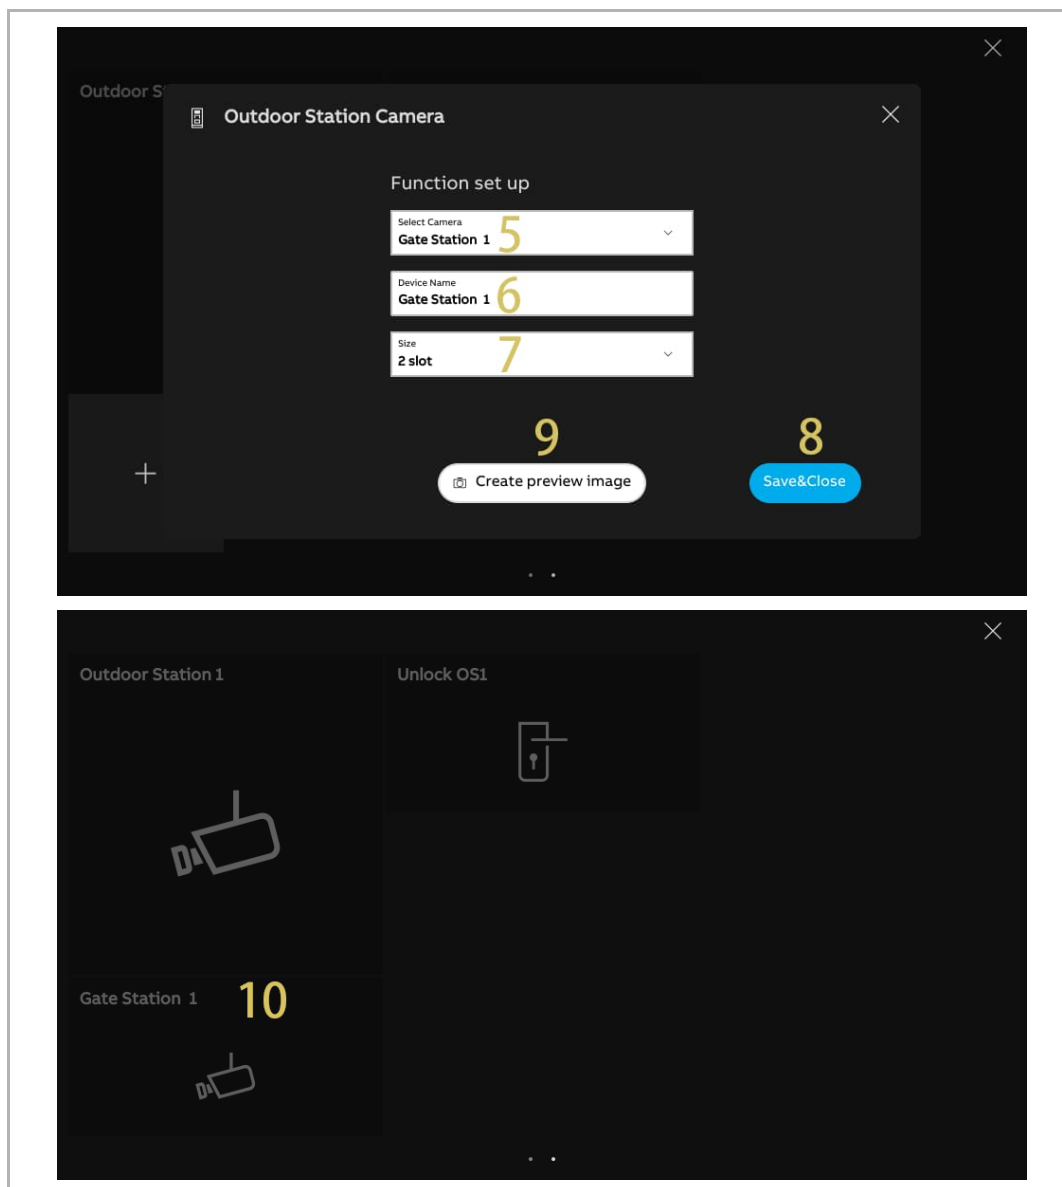 Outdoor S
Outdoor Station Camera
Function set up
Select Camera
Gate Station 1
5
Device Name
Gate Station 1
6
Size
2 slot
7
9
8
Create preview image
Save&Close
Outdoor Station 1
Unlock OS1
Gate Station 1
10